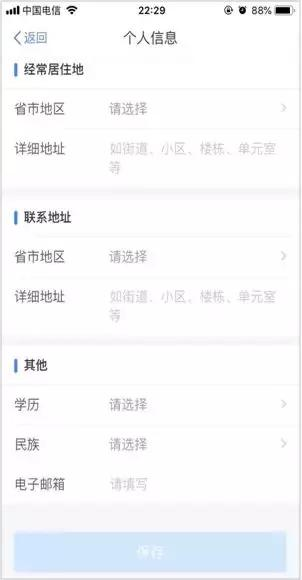 中国电信 22:29 88%
返回 个人信息
经常居住地
省市地区 请选择
详细地址 如街道、小区、楼栋、单元室
等
联系地址
省市地区 请选择
详细地址 如街道、小区、楼栋、单元室
等
其他
学历 请选择
民族 请选择
电子邮箱 请填写
保存